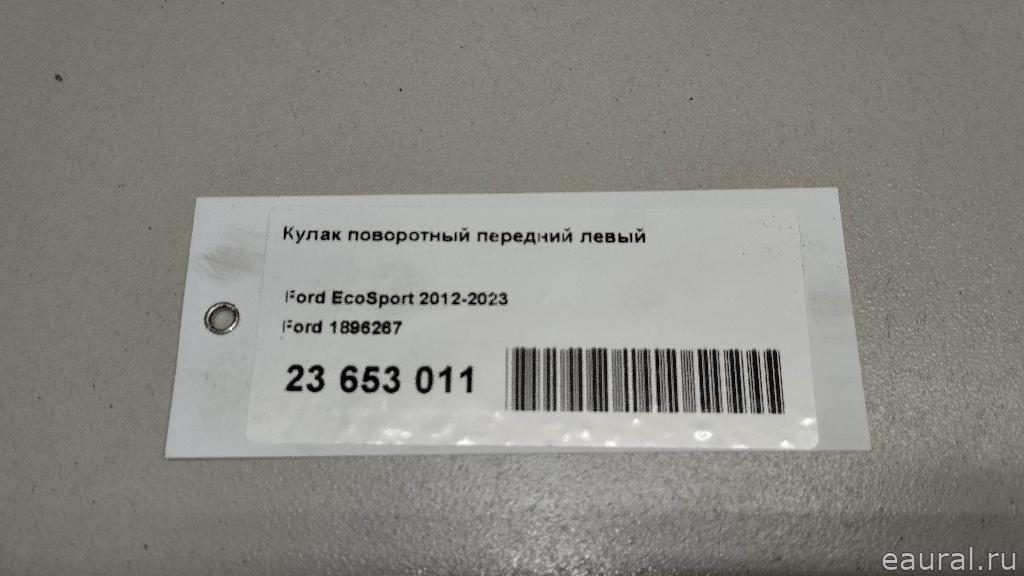 Кулак поворотный передний левый
Ford EcoSport 2012-2023
Ford 1896267
23 653 011
eaural.ru